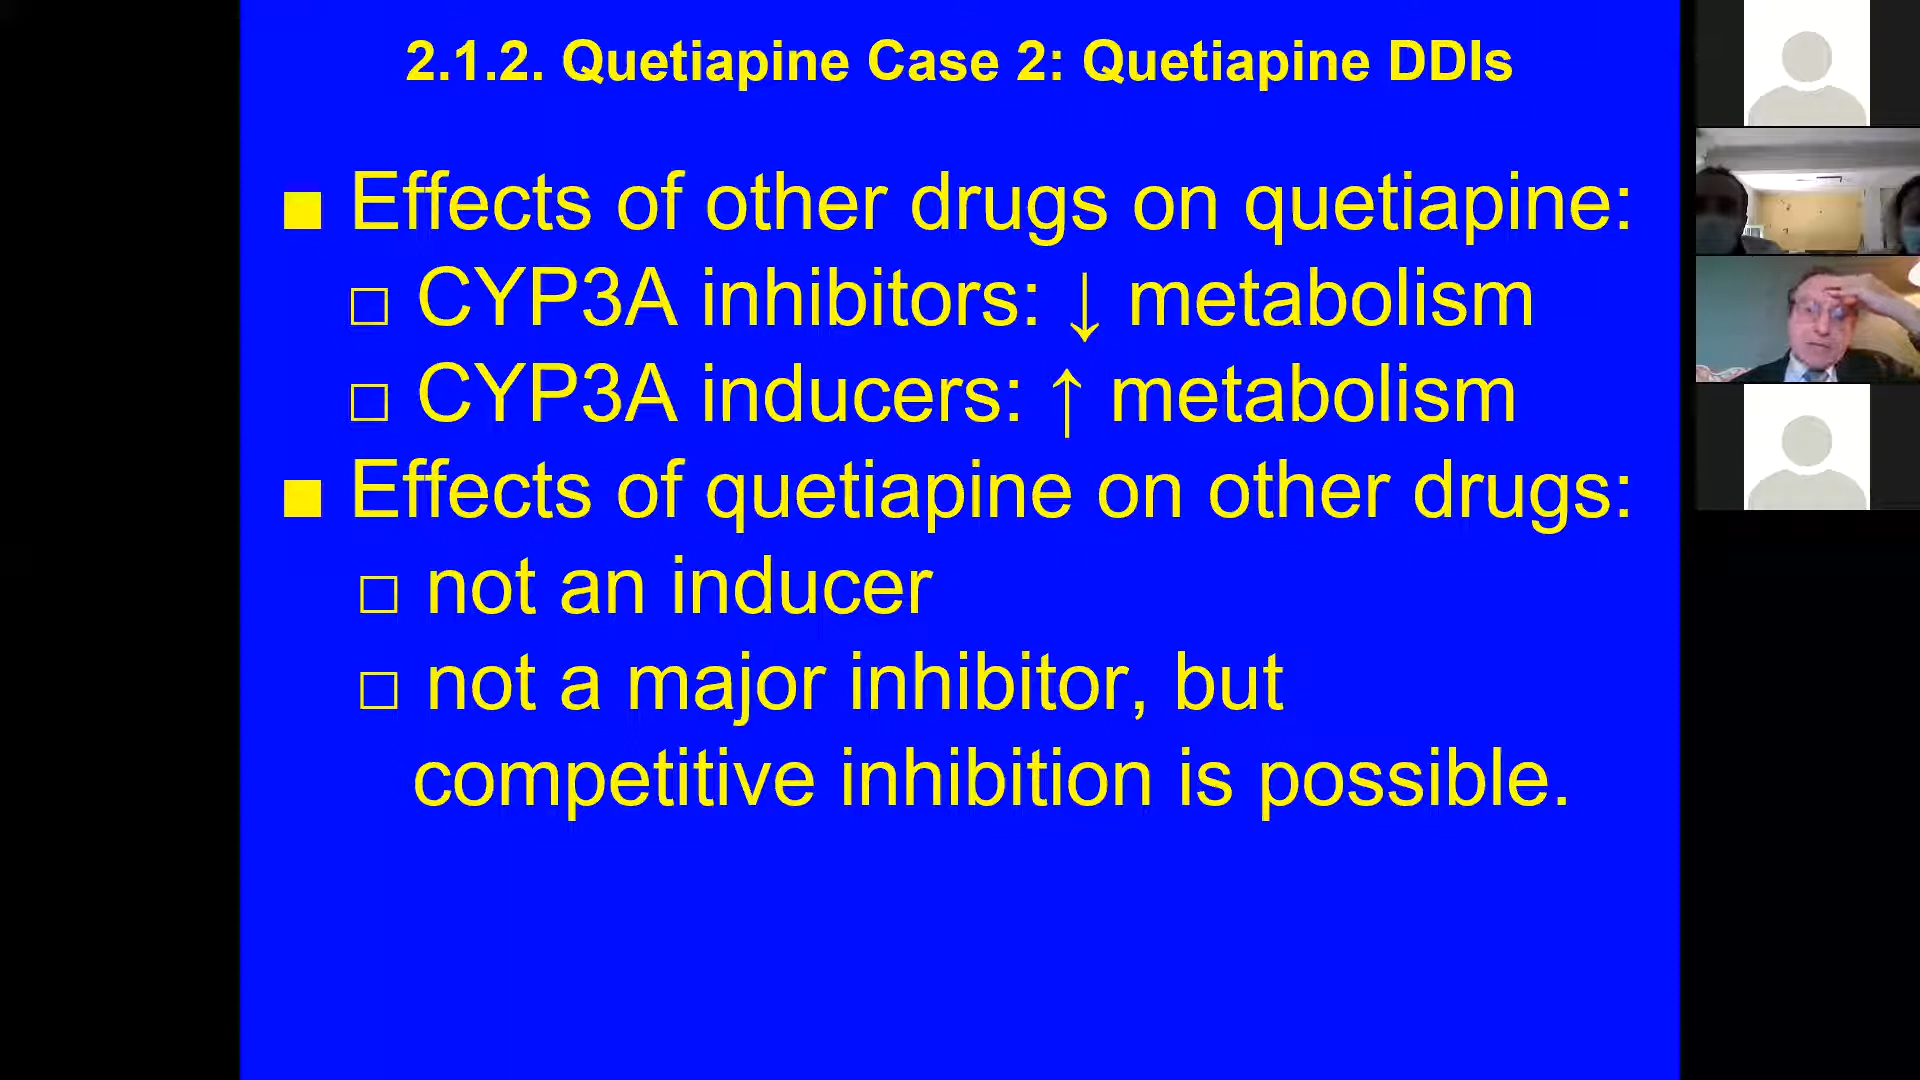 2.1.2. Quetiapine Case 2: Quetiapine DDIs
■ Effects of other drugs on quetiapine:
□ CYP3A inhibitors: ↓ metabolism
□ CYP3A inducers: ↑ metabolism
■ Effects of quetiapine on other drugs:
□ not an inducer
□ not a major inhibitor, but
competitive inhibition is possible.